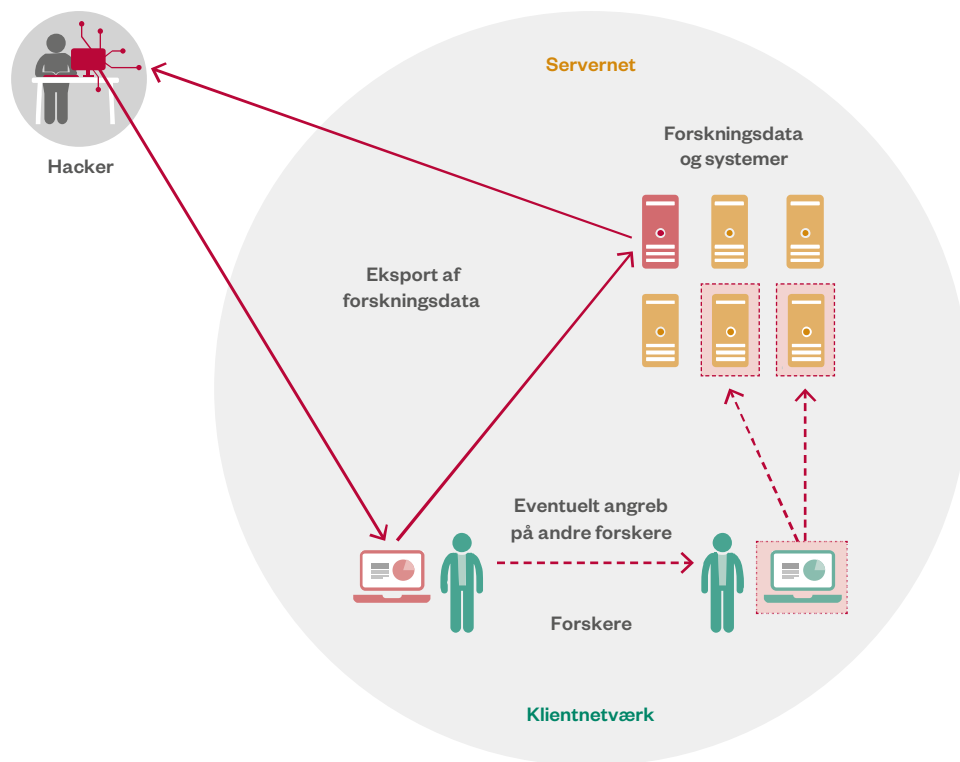 Servernet
Hacker
Forskningsdata
og systemer
Eksport af
forskningsdata
Eventuelt angreb
på andre forskere
Forskere
Klientnetværk